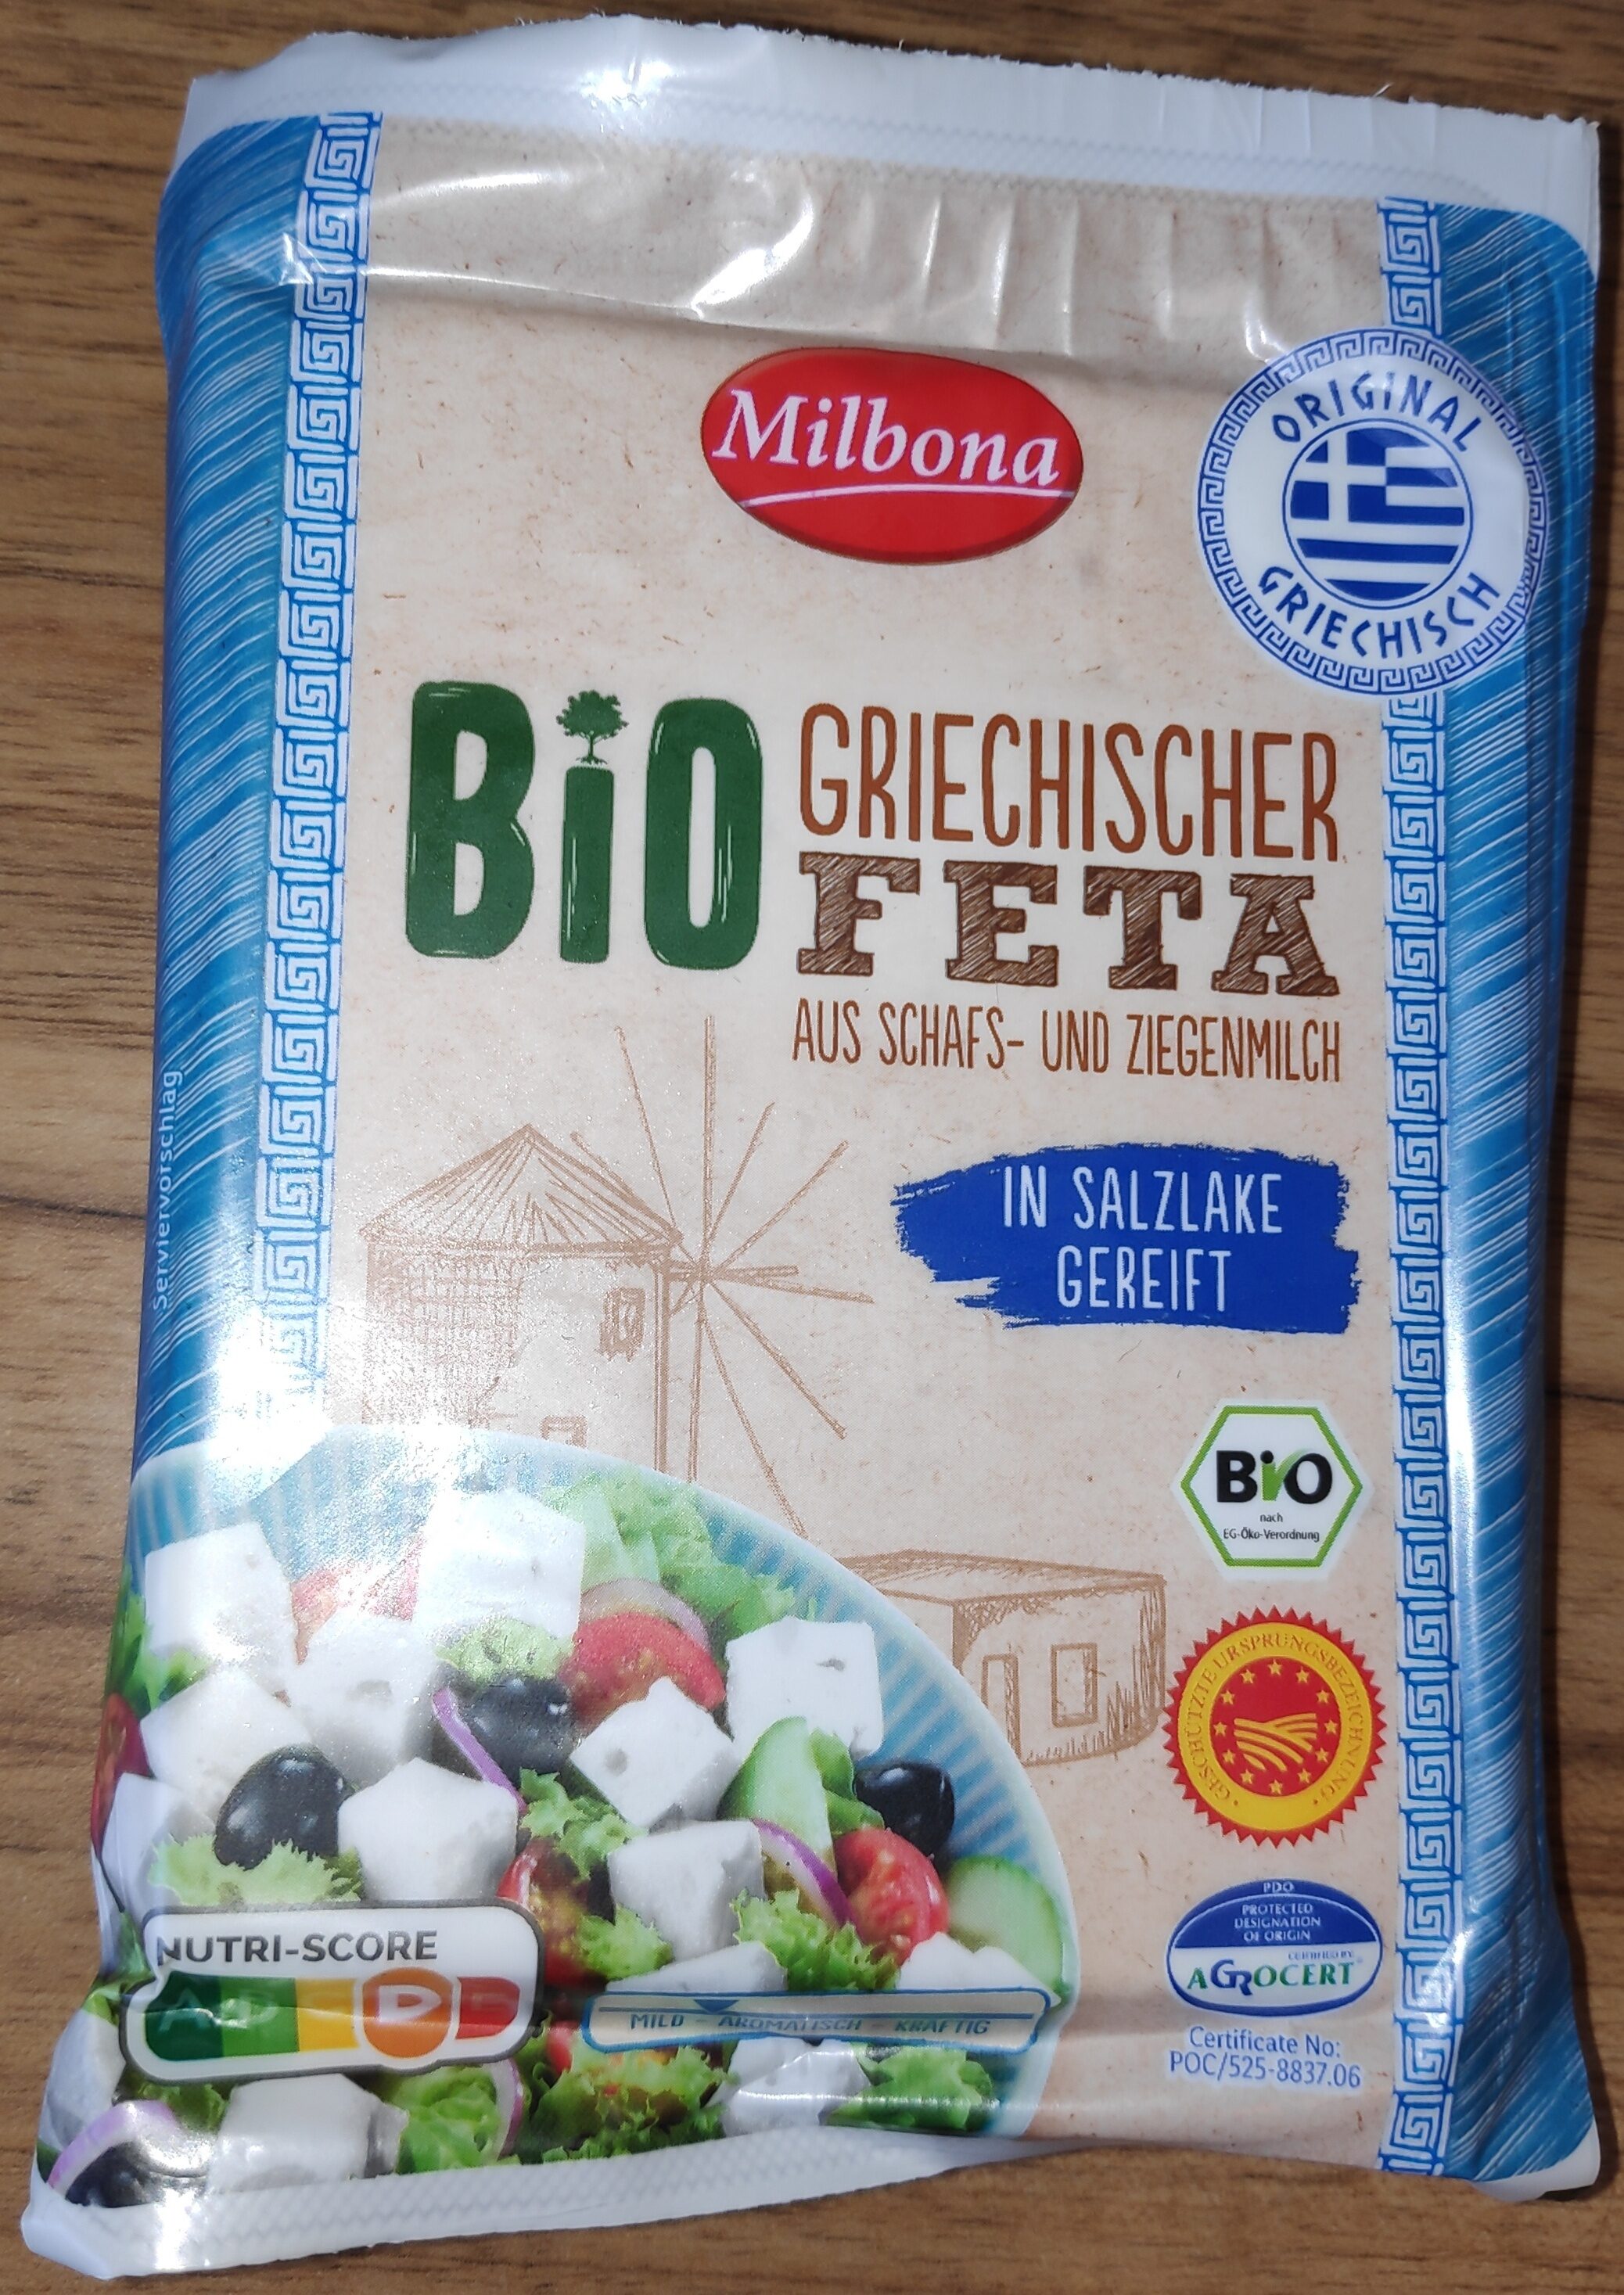 Milbona
ORIGINAL
GRIECHISCH
BiO
GRIECHISCHER
FETA
AUS SCHAFS- UND ZIEGENMILCH
Serviervorschlag
IN SALZLAKE
GEREIFT
BiO
nach
EG-Öko-Verordnung
GESCHÜTZTE URSPRUNGSBEZEICHNUNG
PDO
PROTECTED
DESIGNATION
OF ORIGIN
CERTIFIED BY:
AGROCERT
Certificate No:
POC/525-8837.06
NUTRI-SCORE
A B D E
MILD - AROMATISCH - KRÄFTIG